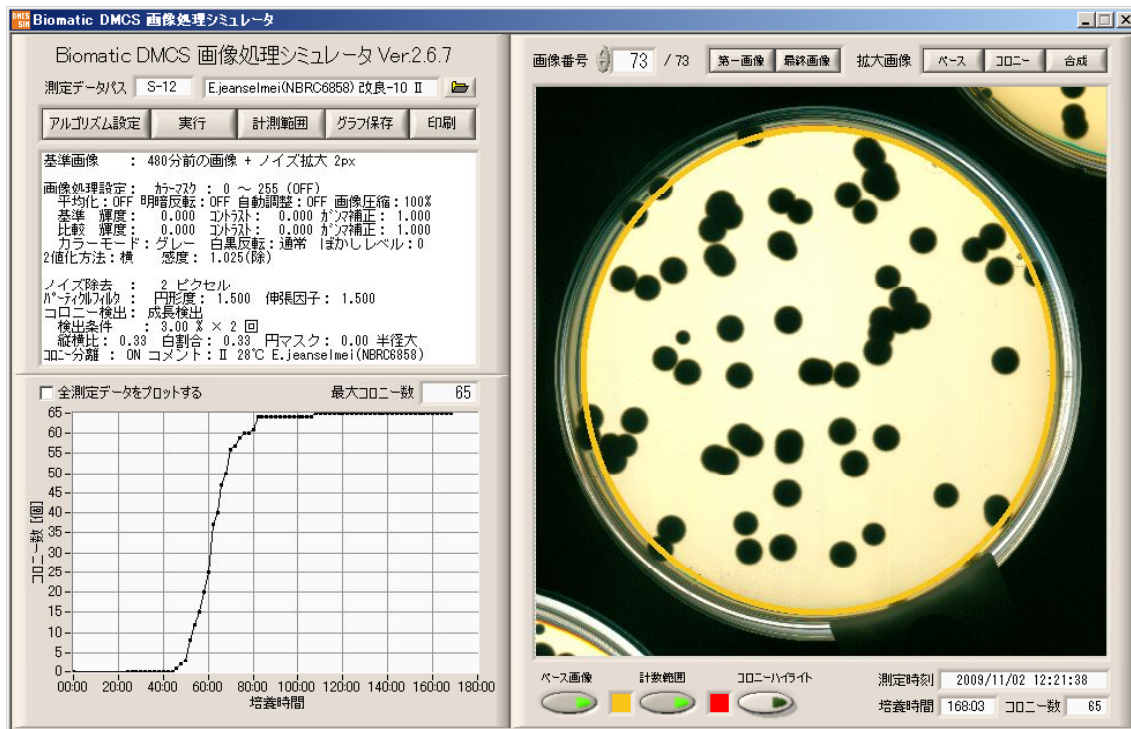 Biomatic DMCS 画像処理シミュレータ
Biomatic DMCS 画像処理シミュレータ Ver.2.6.7
測定データパス S-12 E.jeanselmei(NBRC6858) 改良-10 Ⅱ
アルゴリズム設定 実行 計測範囲 グラフ保存 印刷
基準画像 : 480分前の画像 + ノイズ拡大 2px
画像処理設定: ｶﾗｰﾏｽｸ : 0 ～ 255 (OFF)
平均化:OFF 明暗反転:OFF 自動調整:OFF 画像圧縮:100%
基準 輝度: 0.000 ｺﾝﾄﾗｽﾄ: 0.000 ｶﾞﾝﾏ補正: 1.000
比較 輝度: 0.000 ｺﾝﾄﾗｽﾄ: 0.000 ｶﾞﾝﾏ補正: 1.000
カラーモード:グレー 白黒反転:通常 ぼかしレベル:0
2値化方法:横 感度: 1.025(除)
ノイズ除去 : 2 ピクセル
ﾊﾟｰﾃｨｸﾙﾌｨﾙﾀ : 円形度: 1.500 伸張因子: 1.500
コロニー検出: 成長検出
検出条件 : 3.00 % × 2 回
縦横比: 0.33 白割合: 0.33 円マスク: 0.00 半径大
ｺﾛﾆｰ分離 : ON コメント:Ⅱ 28℃ E.jeanselmei(NBRC6858)
全測定データをプロットする 最大コロニー数 65
コロニー数 [個]
65
60
55
50
45
40
35
30
25
20
15
10
5
0
00:00 20:00 40:00 60:00 80:00 100:00 120:00 140:00 160:00 180:00
培養時間
画像番号 73 / 73 第一画像 最終画像 拡大画像 ベース コロニー 合成
ベース画像 計数範囲 コロニーハイライト
測定時刻 2009/11/02 12:21:38
培養時間 168:03 コロニー数 65